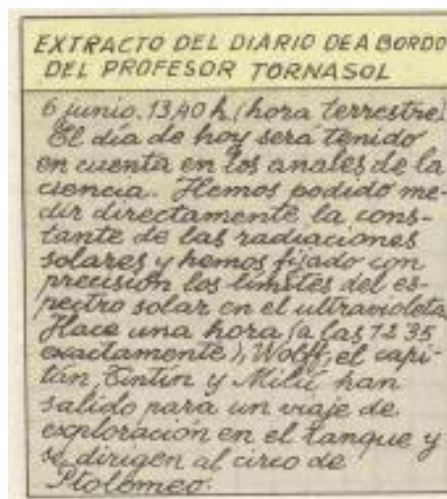 EXTRACTO DEL DIARIO DE A BORDO
DEL PROFESOR TORNASOL
6 junio. 13,40 h. (hora terrestre)
El día de hoy será tenido
en cuenta en los anales de la
ciencia. Hemos podido me
dir directamente la cons-
tante de las radiaciones
solares y hemos fijado con
precisión los límites del es-
pectro solar en el ultravioleta.
Hace una hora (a las 12 35
exactamente), Wolff, el capi-
tán, Tintín y Milú han
salido para un viaje de
exploración en el tanque y
se dirigen al circo de
Ptolomeo.